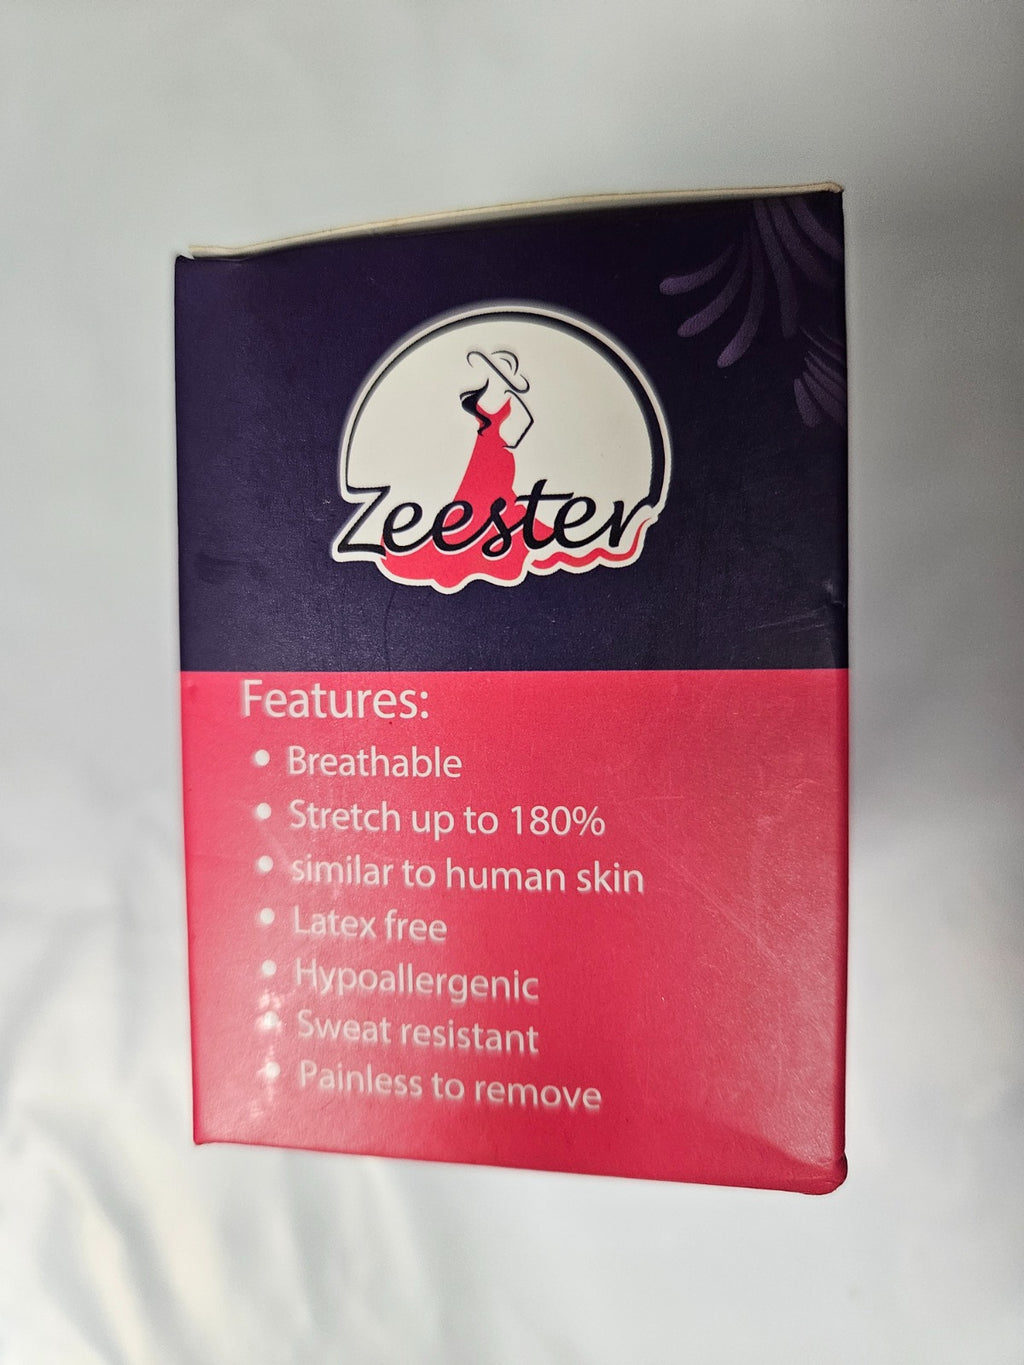 Zeester
Features:
• Breathable
• Stretch up to 180%
• similar to human skin
• Latex free
• Hypoallergenic
• Sweat resistant
• Painless to remove